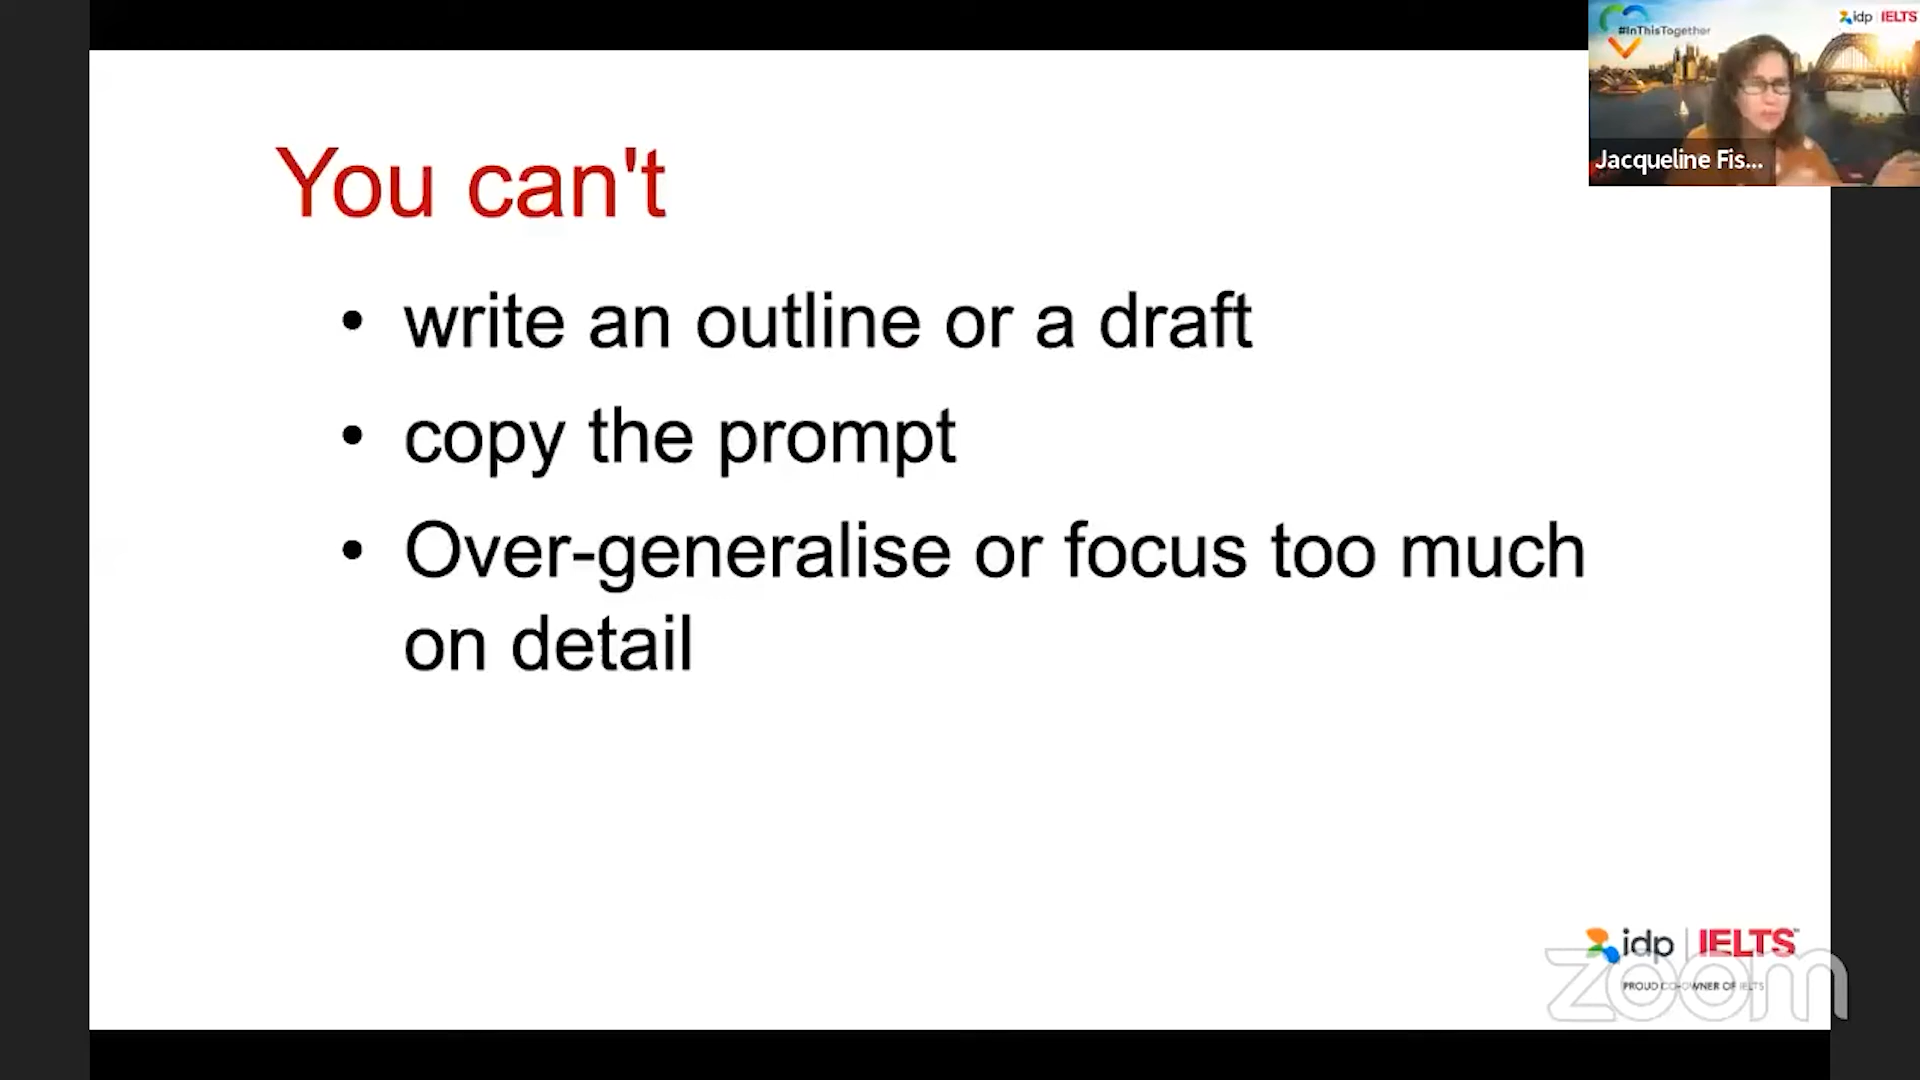 #InThisTogether
idp IELTS
Jacqueline Fis...
You can't
• write an outline or a draft
• copy the prompt
• Over-generalise or focus too much
on detail
idp IELTS
PROUD CO-OWNER OF IELTS
zoom